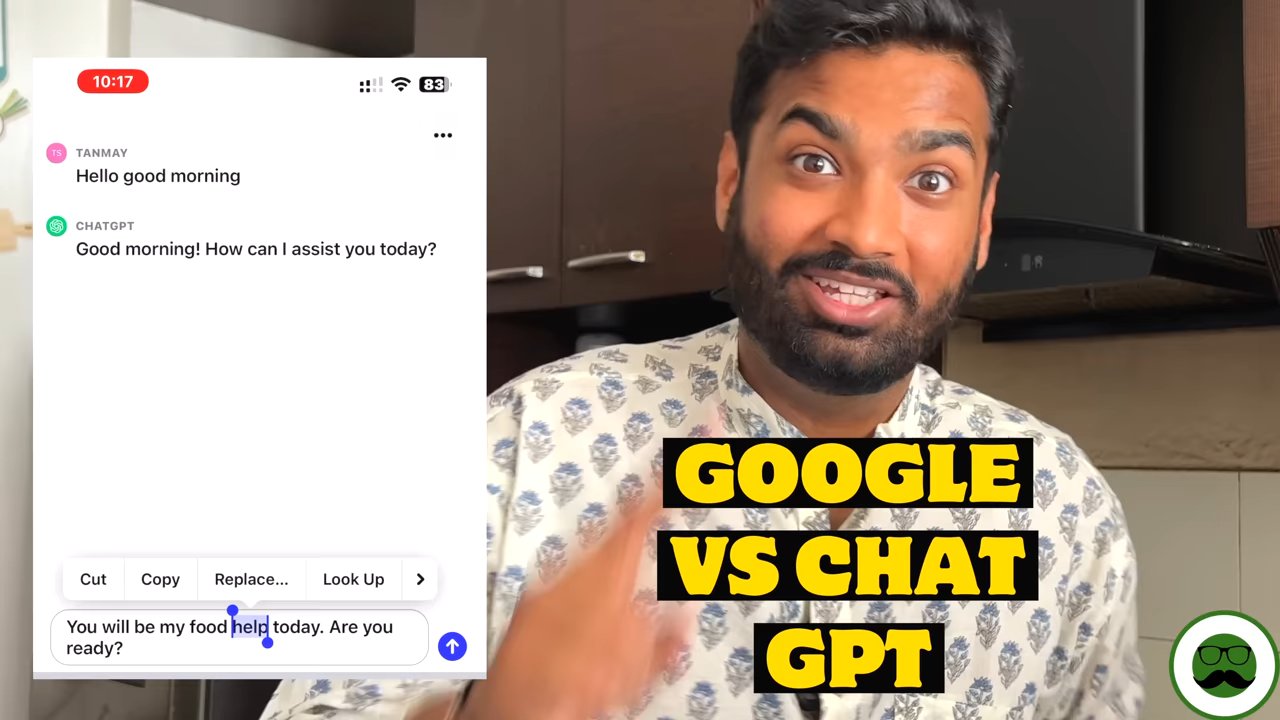 10:17
83
TS
TANMAY
Hello good morning
CHATGPT
Good morning! How can I assist you today?
Cut
Copy
Replace...
Look Up
You will be my food help today. Are you
ready?
GOOGLE
VS CHAT
GPT